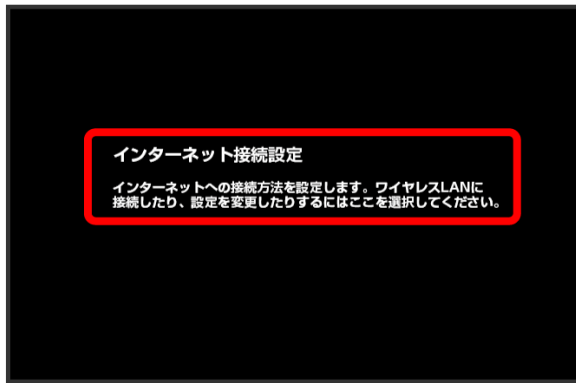 インターネット接続設定
インターネットへの接続方法を設定します。ワイヤレスLANに
接続したり、設定を変更したりするにはここを選択してください。